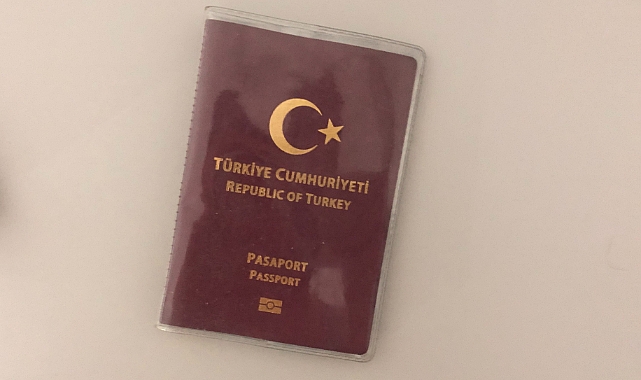 TÜRKİYE CUMHURİYETİ
REPUBLIC OF TURKEY
PASAPORT
PASSPORT